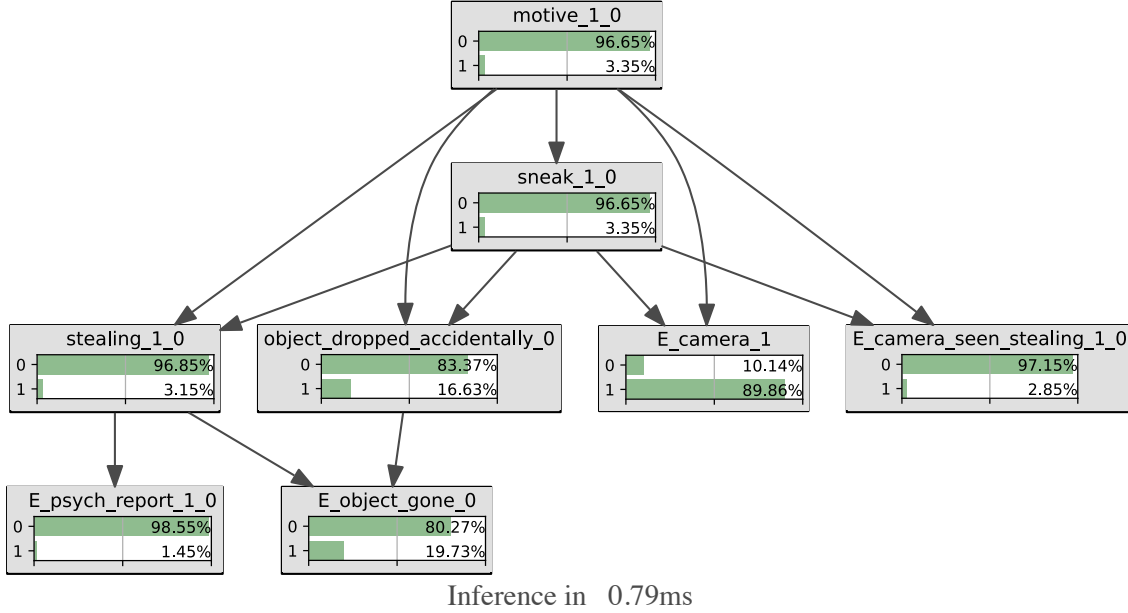 motive_1_0
0 96.65%
1 3.35%
sneak_1_0
0 96.65%
1 3.35%
stealing_1_0
0 96.85%
1 3.15%
object_dropped_accidentally_0
0 83.37%
1 16.63%
E_camera_1
0 10.14%
1 89.86%
E_camera_seen_stealing_1_0
0 97.15%
1 2.85%
E_psych_report_1_0
0 98.55%
1 1.45%
E_object_gone_0
0 80.27%
1 19.73%
Inference in 0.79ms